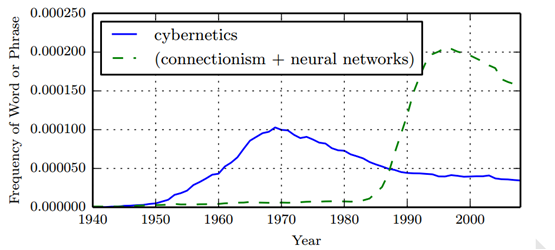 0.000250
0.000200
0.000150
0.000100
0.000050
0.000000
Frequency of Word or Phrase
cybernetics
(connectionism + neural networks)
1940 1950 1960 1970 1980 1990 2000
Year